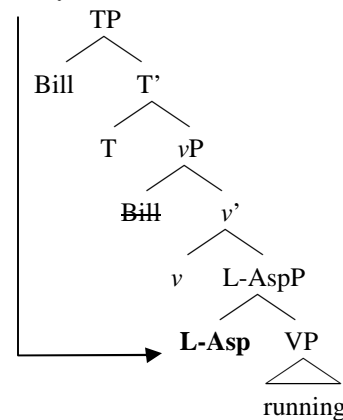 TP
Bill T’
T vP
Bill v’
v L-AspP
L-Asp VP
running